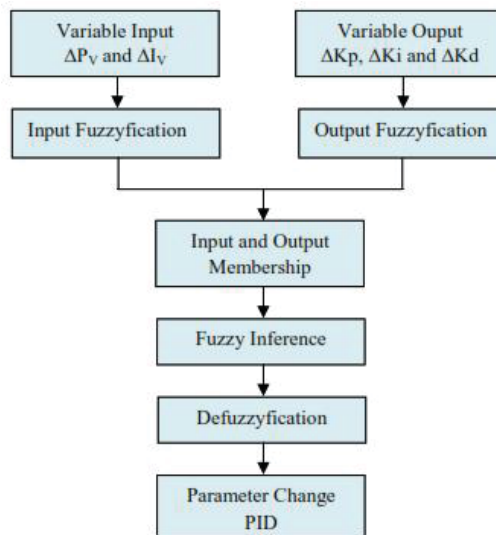 Variable Input
ΔPV and ΔIV
Variable Ouput
ΔKp, ΔKi and ΔKd
Input Fuzzyfication
Output Fuzzyfication
Input and Output
Membership
Fuzzy Inference
Defuzzyfication
Parameter Change
PID